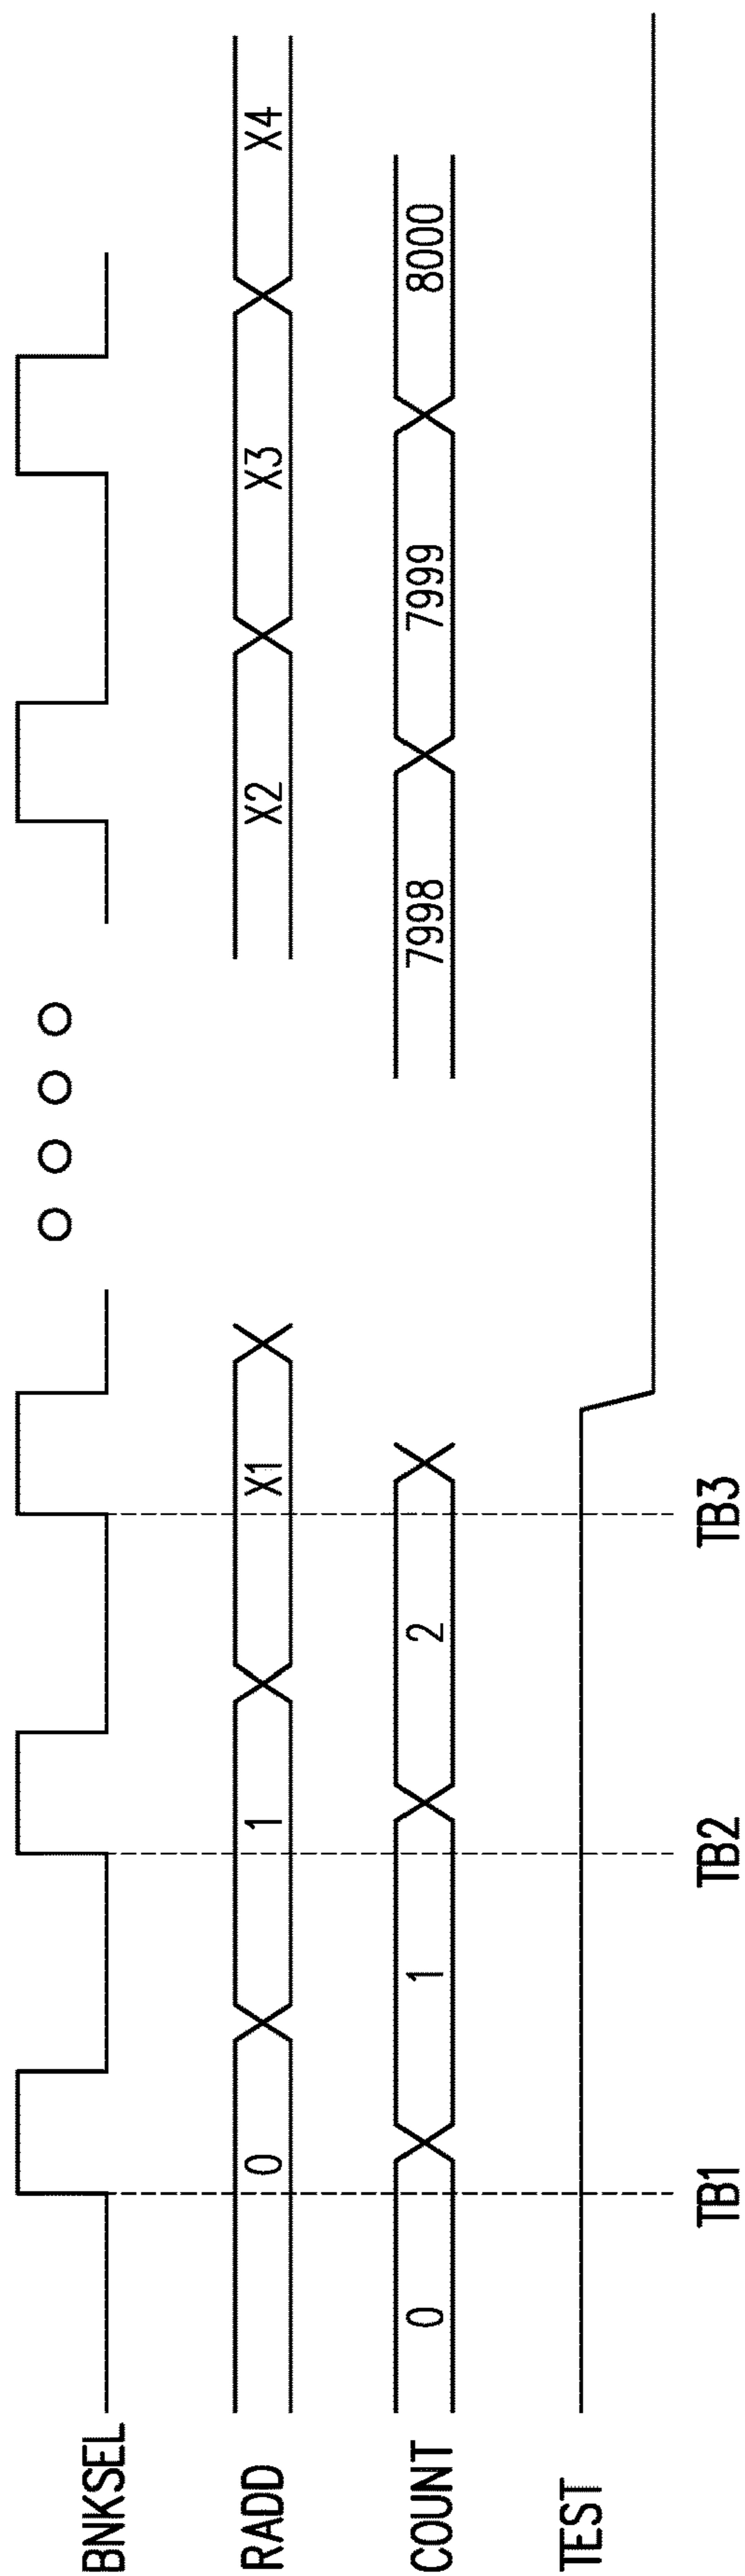 BNKSEL
RADD 0 1 X1 X2 X3 X4
COUNT 0 1 2 7998 7999 8000
TEST
TB1 TB2 TB3